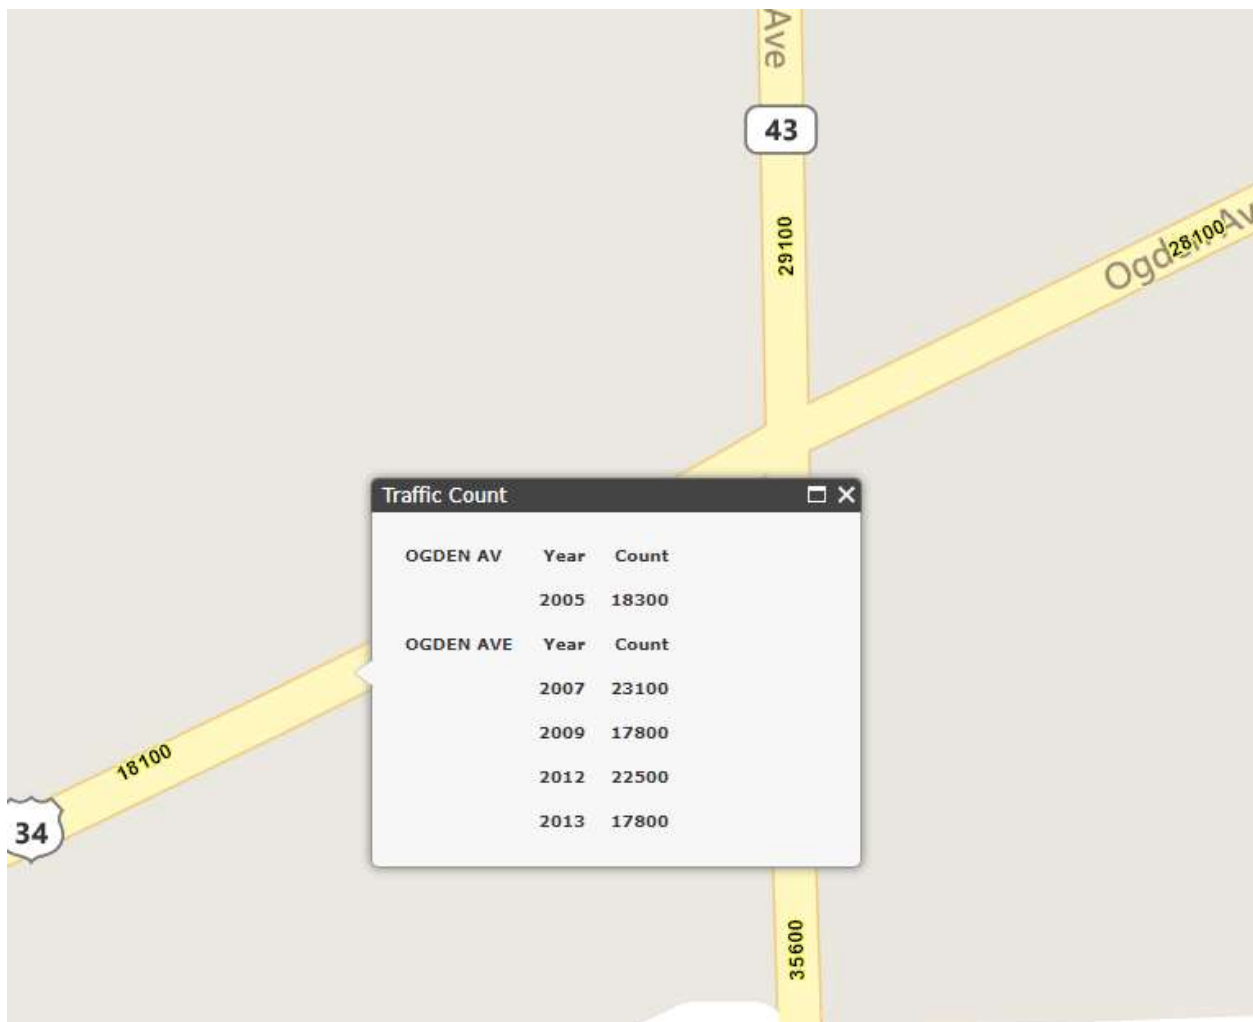 Ave
43
29100
Ogden Av
28100
Traffic Count
OGDEN AV Year Count
2005 18300
OGDEN AVE Year Count
2007 23100
2009 17800
2012 22500
2013 17800
18100
34
35600